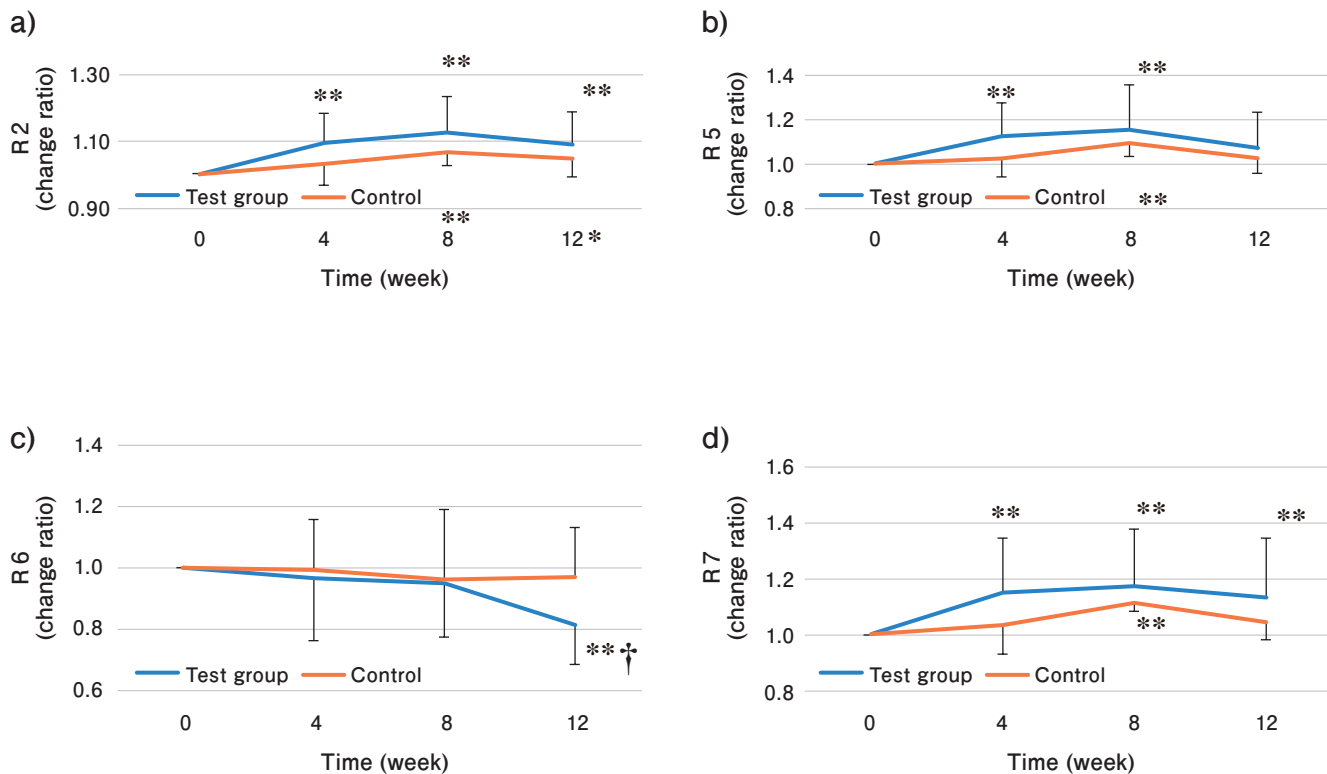 a)
R2
(change ratio)
1.30
1.10
0.90
**
**
**
Test group Control
**
0 4 8 12 *
Time (week)
b)
R5
(change ratio)
1.4
1.2
1.0
0.8
**
**
Test group Control
**
0 4 8 12
Time (week)
c)
R6
(change ratio)
1.4
1.2
1.0
0.8
0.6
**†
Test group Control
0 4 8 12
Time (week)
d)
R7
(change ratio)
1.6
1.4
1.2
1.0
0.8
** ** **
**
Test group Control
0 4 8 12
Time (week)